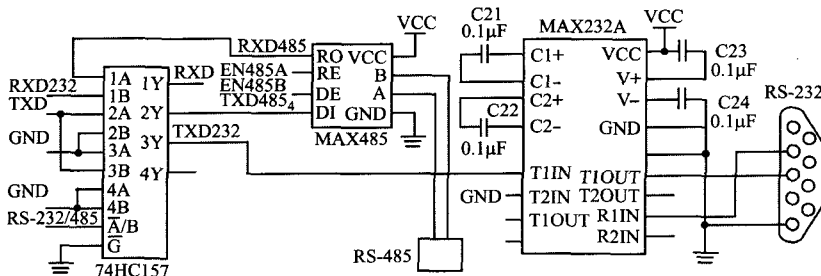 RXD232
TXD
GND
GND
RS-232/485
1A
1B
2A
2B
3A
3B
4A
4B
A̅/B
G̅
1Y
2Y
3Y
4Y
74HC157
RXD
RXD485
EN485A
EN485B
TXD485
4
TXD232
RO
RE
DE
DI
VCC
B
A
GND
MAX485
VCC
RS-485
C21
0.1μF
C22
0.1μF
MAX232A
C1+
C1-
C2+
C2-
T1IN
T2IN
T1OUT
GND
VCC
V+
V-
GND
T1OUT
T2OUT
R1IN
R2IN
VCC
C23
0.1μF
C24
0.1μF
RS-232